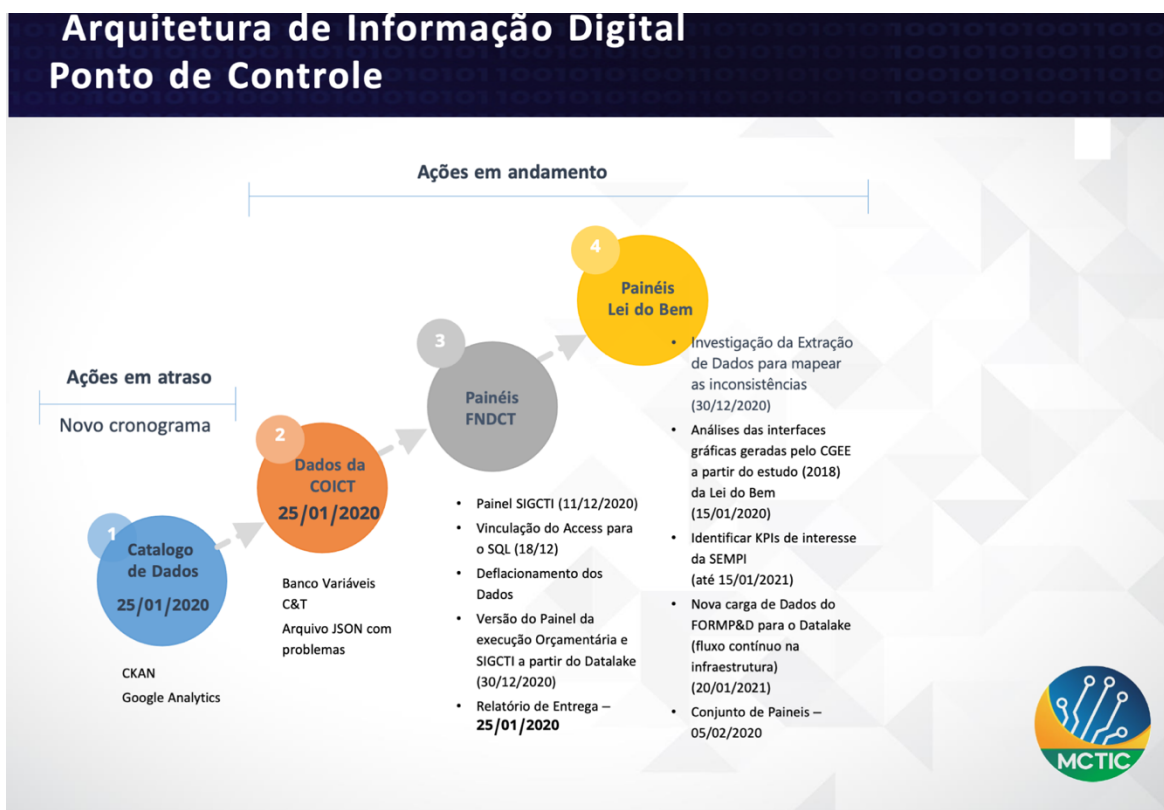 Arquitetura de Informação Digital
Ponto de Controle
Ações em andamento
Ações em atraso
Novo cronograma
1
Catalogo
de Dados
25/01/2020
CKAN
Google Analytics
2
Dados da
COICT
25/01/2020
Banco Variáveis
C&T
Arquivo JSON com
problemas
3
Painéis
FNDCT
• Painel SIGCTI (11/12/2020)
• Vinculação do Access para
o SQL (18/12)
• Deflacionamento dos
Dados
• Versão do Painel da
execução Orçamentária e
SIGCTI a partir do Datalake
(30/12/2020)
• Relatório de Entrega –
25/01/2020
4
Painéis
Lei do Bem
• Investigação da Extração
de Dados para mapear
as inconsistências
(30/12/2020)
• Análises das interfaces
gráficas geradas pelo CGEE
a partir do estudo (2018)
da Lei do Bem
(15/01/2020)
• Identificar KPIs de interesse
da SEMPI
(até 15/01/2021)
• Nova carga de Dados do
FORMP&D para o Datalake
(fluxo contínuo na
infraestrutura)
(20/01/2021)
• Conjunto de Paineis –
05/02/2020
MCTIC